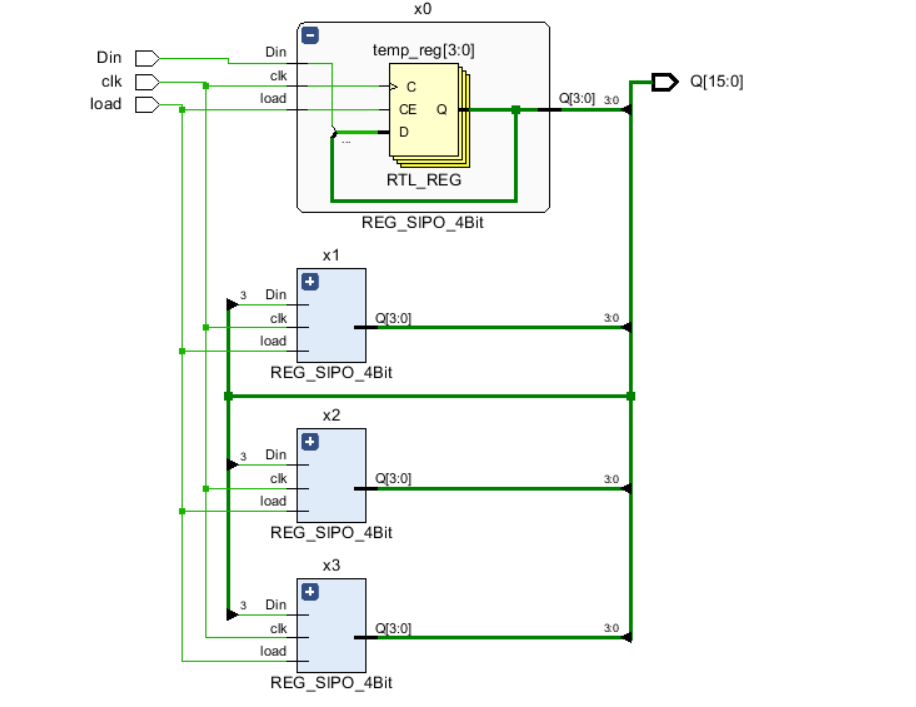 x0
Din
clk
load
Din
clk
load
temp_reg[3:0]
C
CE
Q
D
...
RTL_REG
REG_SIPO_4Bit
Q[3:0]
3:0
Q[15:0]
x1
3
Din
clk
load
Q[3:0]
3:0
REG_SIPO_4Bit
x2
3
Din
clk
load
Q[3:0]
3:0
REG_SIPO_4Bit
x3
3
Din
clk
load
Q[3:0]
3:0
REG_SIPO_4Bit